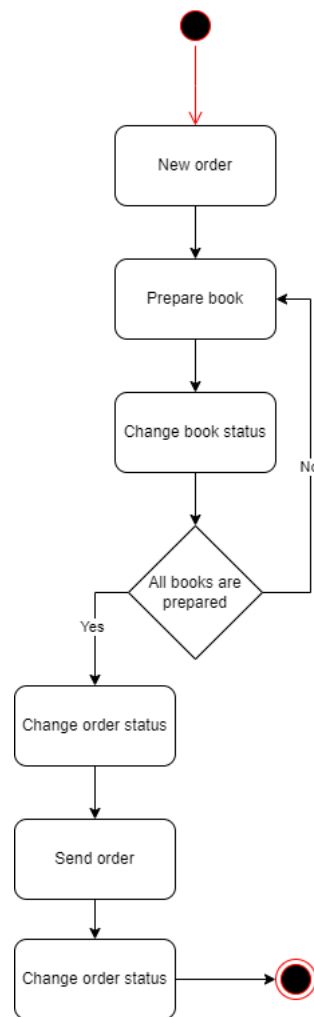 New order
Prepare book
Change book status
No
All books are
prepared
Yes
Change order status
Send order
Change order status